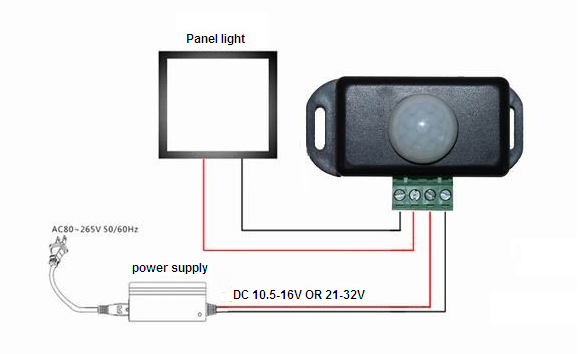 Panel light
AC80~265V 50/60Hz
power supply
DC 10.5-16V OR 21-32V